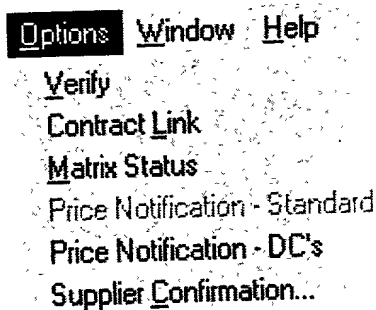 Options Window Help
Verify
Contract Link
Matrix Status
Price Notification - Standard
Price Notification - DC's
Supplier Confirmation...